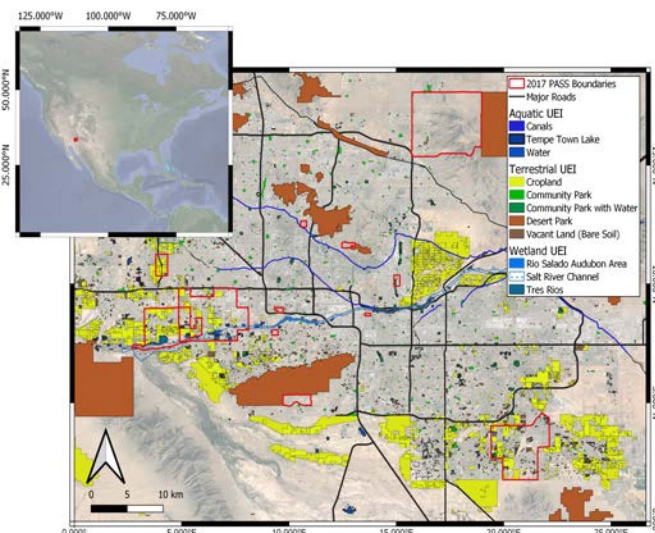 125.000°W 100.000°W 75.000°W
50.000°N
25.000°N
2017 PASS Boundaries
Major Roads
Aquatic UEI
Canals
Tempe Town Lake
Water
Terrestrial UEI
Cropland
Community Park
Community Park with Water
Desert Park
Vacant Land (Bare Soil)
Wetland UEI
Rio Salado Audubon Area
Salt River Channel
Tres Rios
0 5 10 km